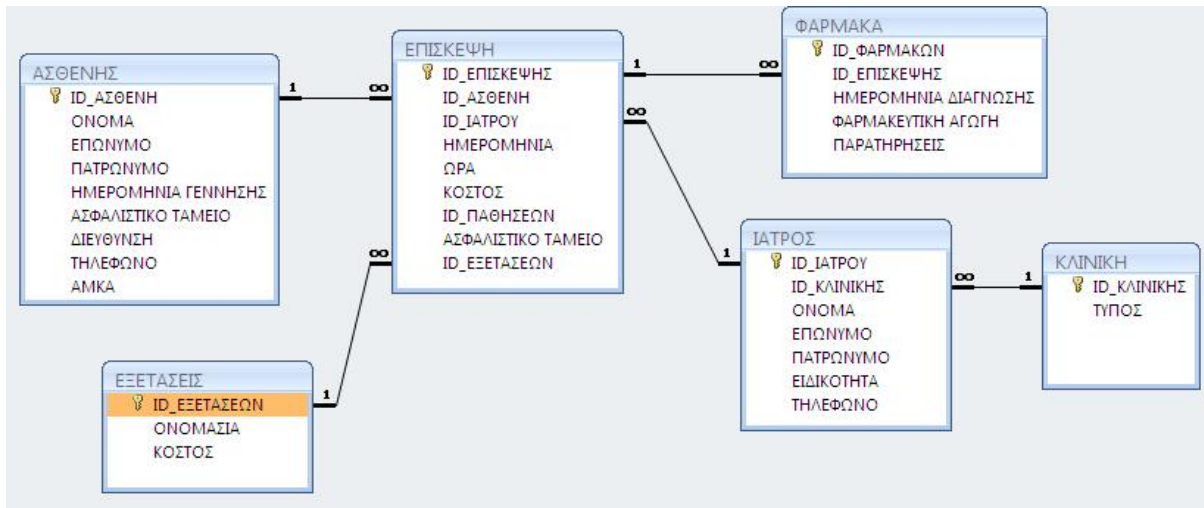 ΑΣΘΕΝΗΣ
ID_ΑΣΘΕΝΗ
ΟΝΟΜΑ
ΕΠΩΝΥΜΟ
ΠΑΤΡΩΝΥΜΟ
ΗΜΕΡΟΜΗΝΙΑ ΓΕΝΝΗΣΗΣ
ΑΣΦΑΛΙΣΤΙΚΟ ΤΑΜΕΙΟ
ΔΙΕΥΘΥΝΣΗ
ΤΗΛΕΦΩΝΟ
ΑΜΚΑ
1
∞
ΕΠΙΣΚΕΨΗ
ID_ΕΠΙΣΚΕΨΗΣ
ID_ΑΣΘΕΝΗ
ID_ΙΑΤΡΟΥ
ΗΜΕΡΟΜΗΝΙΑ
ΩΡΑ
ΚΟΣΤΟΣ
ID_ΠΑΘΗΣΕΩΝ
ΑΣΦΑΛΙΣΤΙΚΟ ΤΑΜΕΙΟ
ID_ΕΞΕΤΑΣΕΩΝ
1
∞
∞
1
∞
1
ΦΑΡΜΑΚΑ
ID_ΦΑΡΜΑΚΩΝ
ID_ΕΠΙΣΚΕΨΗΣ
ΗΜΕΡΟΜΗΝΙΑ ΔΙΑΓΝΩΣΗΣ
ΦΑΡΜΑΚΕΥΤΙΚΗ ΑΓΩΓΗ
ΠΑΡΑΤΗΡΗΣΕΙΣ
ΙΑΤΡΟΣ
ID_ΙΑΤΡΟΥ
ID_ΚΛΙΝΙΚΗΣ
ΟΝΟΜΑ
ΕΠΩΝΥΜΟ
ΠΑΤΡΩΝΥΜΟ
ΕΙΔΙΚΟΤΗΤΑ
ΤΗΛΕΦΩΝΟ
∞
1
ΚΛΙΝΙΚΗ
ID_ΚΛΙΝΙΚΗΣ
ΤΥΠΟΣ
ΕΞΕΤΑΣΕΙΣ
ID_ΕΞΕΤΑΣΕΩΝ
ΟΝΟΜΑΣΙΑ
ΚΟΣΤΟΣ